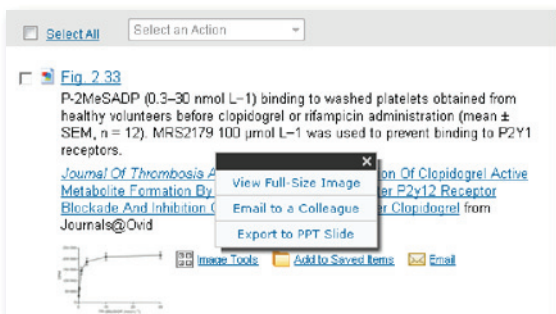 Select All Select an Action
Fig. 2.33
P-2MeSADP (0.3–30 nmol L−1) binding to washed platelets obtained from
healthy volunteers before clopidogrel or rifampicin administration (mean ±
SEM, n = 12). MRS2179 100 μmol L−1 was used to prevent binding to P2Y1
receptors.
Journal Of Thrombosis A on Of Clopidogrel Active
Metabolite Formation By er P2y12 Receptor
Blockade And Inhibition er Clopidogrel from
Journals@Ovid
×
View Full-Size Image
Email to a Colleague
Export to PPT Slide
Image Tools Add to Saved Items Email